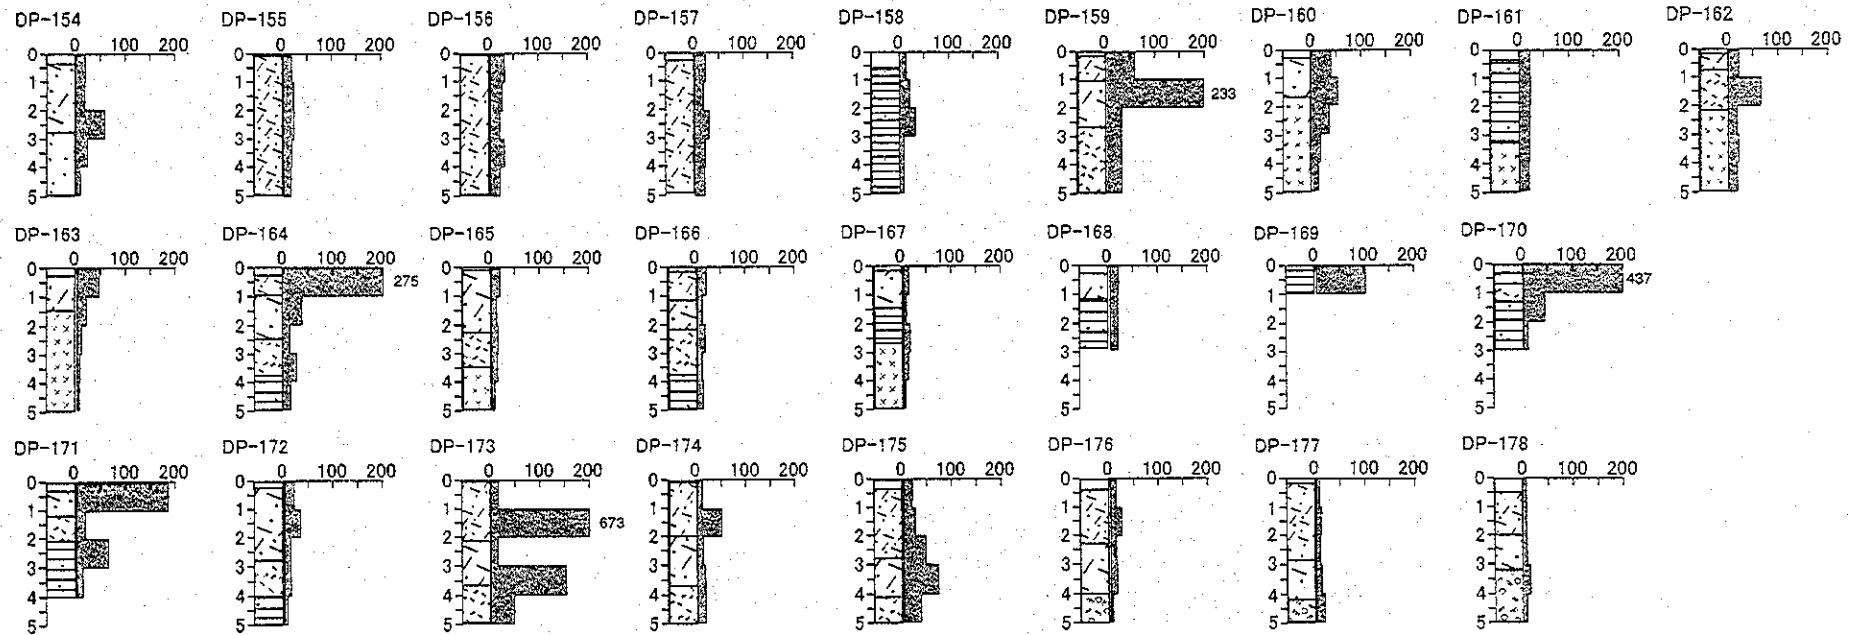 DP-154 DP-155 DP-156 DP-157 DP-158 DP-159 DP-160 DP-161 DP-162
0 100 200 0 100 200 0 100 200 0 100 200 0 100 200 0 100 200 0 100 200 0 100 200 0 100 200
0 0 0 0 0 0 0 0 0
1 1 1 1 1 1 1 1 1
233
2 2 2 2 2 2 2 2 2
3 3 3 3 3 3 3 3 3
4 4 4 4 4 4 4 4 4
5 5 5 5 5 5 5 5 5
DP-163 DP-164 DP-165 DP-166 DP-167 DP-168 DP-169 DP-170
0 100 200 0 100 200 0 100 200 0 100 200 0 100 200 0 100 200 0 100 200 0 100 200
0 0 0 0 0 0 0 0
275 437
1 1 1 1 1 1 1 1
2 2 2 2 2 2 2 2
3 3 3 3 3 3 3 3
4 4 4 4 4 4 4 4
5 5 5 5 5 5 5 5
DP-171 DP-172 DP-173 DP-174 DP-175 DP-176 DP-177 DP-178
0 100 200 0 100 200 0 100 200 0 100 200 0 100 200 0 100 200 0 100 200 0 100 200
0 0 0 0 0 0 0 0
1 1 1 1 1 1 1 1
673
2 2 2 2 2 2 2 2
3 3 3 3 3 3 3 3
4 4 4 4 4 4 4 4
5 5 5 5 5 5 5 5